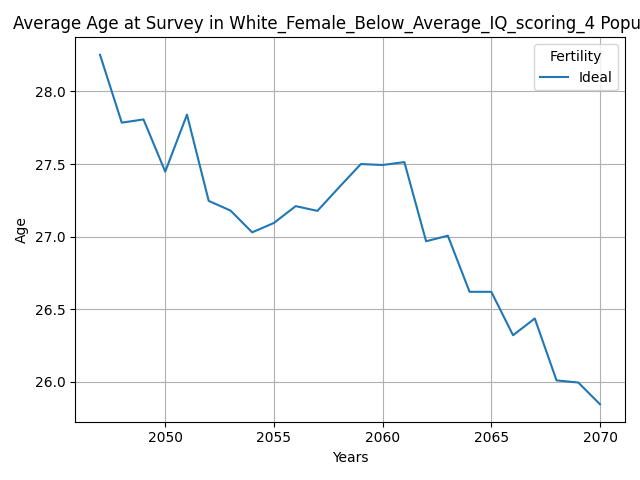 Average Age at Survey in White_Female_Below_Average_IQ_scoring_4 Popu
Fertility
Ideal
28.0
27.5
27.0
26.5
26.0
Age
2050 2055 2060 2065 2070
Years